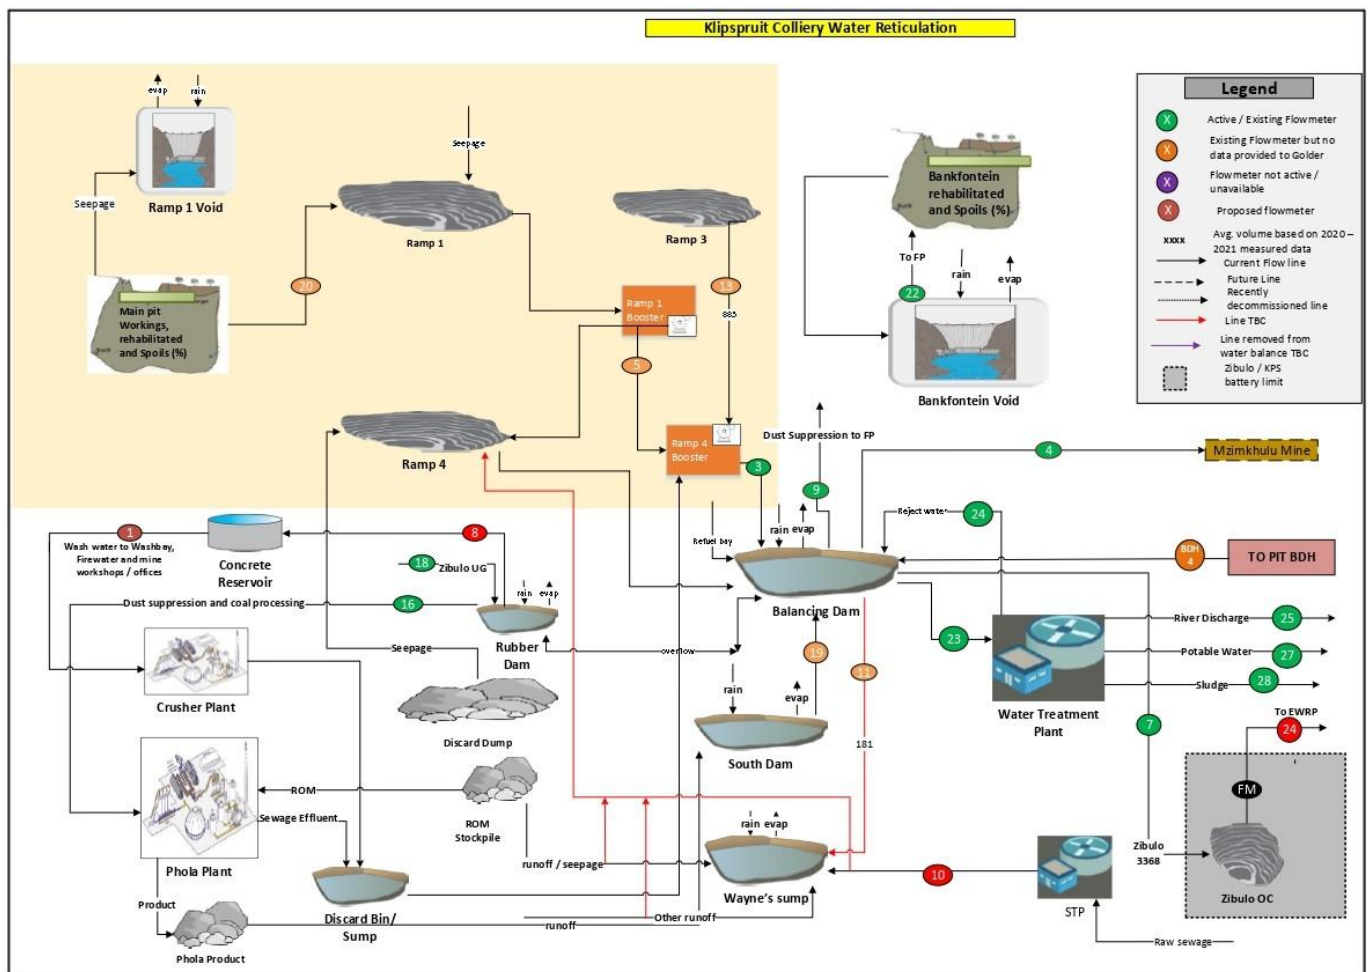 Klipspruit Colliery Water Reticulation
evap
rain
Seepage
Ramp 1 Void
Seepage
Ramp 1
Ramp 3
20
13
885
Main pit
Workings,
rehabilitated
and Spoils (%)
Ramp 1
Booster
5
Ramp 4
Ramp 4
Booster
3
Bankfontein
rehabilitated
and Spoils (%)
To FP
22
rain
evap
Bankfontein Void
Legend
X
Active / Existing Flowmeter
X
Existing Flowmeter but no
data provided to Golder
X
Flowmeter not active /
unavailable
X
Proposed flowmeter
xxxx
Avg. volume based on 2020 –
2021 measured data
Current Flow line
Future Line
Recently
decommissioned line
Line TBC
Line removed from
water balance TBC
Zibulo / KPS
battery limit
Dust Suppression to FP
9
4
Mzimkhulu Mine
Refuel bay
rain
evap
Reject water
24
BDH
4
TO PIT BDH
Balancing Dam
1
Wash water to Washbay,
Firewater and mine
workshops / offices
Concrete
Reservoir
8
18
Zibulo UG
rain
evap
Dust suppression and coal processing
16
Rubber
Dam
Seepage
overflow
19
11
23
River Discharge
25
Potable Water
27
Sludge
28
Water Treatment
Plant
Crusher Plant
Discard Dump
rain
evap
South Dam
181
7
To EWRP
24
FM
ROM
ROM
Stockpile
Sewage Effluent
Phola Plant
runoff / seepage
rain
evap
Wayne's sump
10
STP
Zibulo
3368
Zibulo OC
Product
Discard Bin/
Sump
runoff
Other runoff
Phola Product
Raw sewage